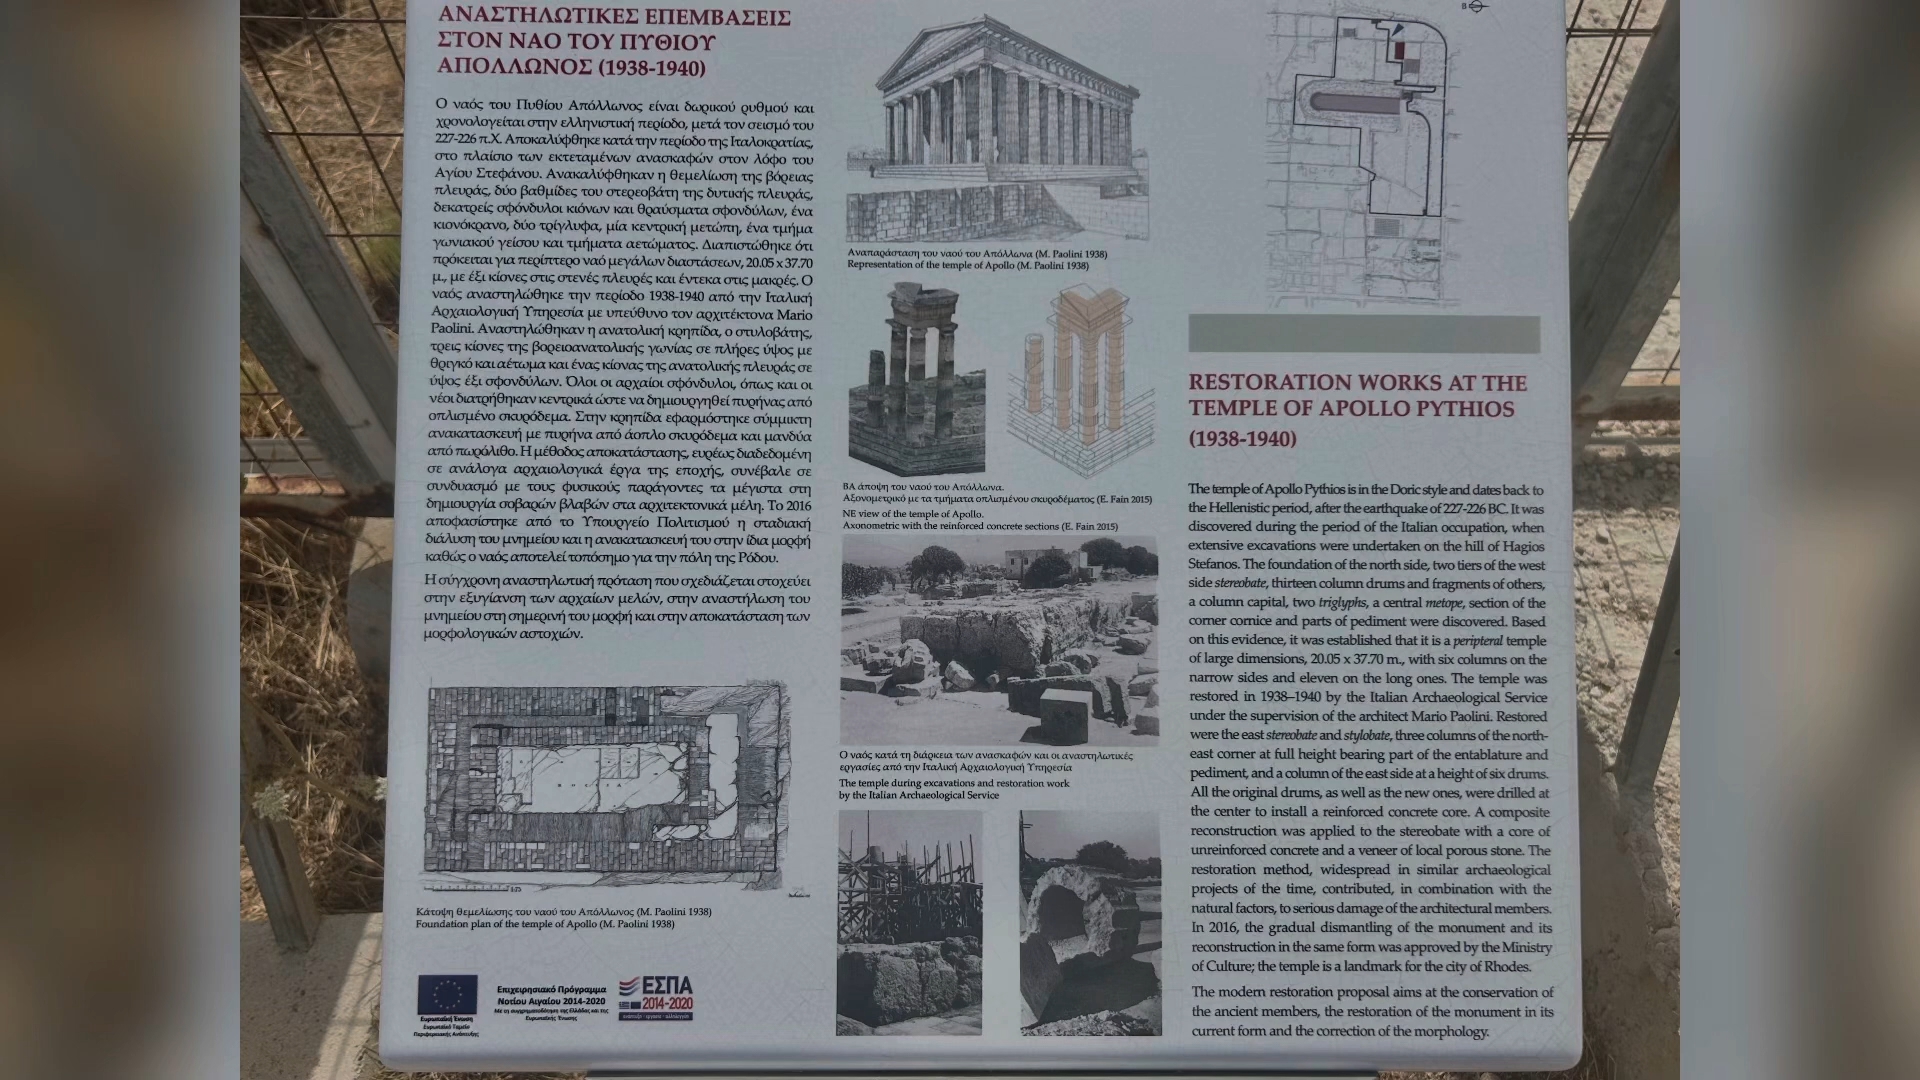 ΑΝΑΣΤΗΛΩΤΙΚΕΣ ΕΠΕΜΒΑΣΕΙΣ
ΣΤΟΝ ΝΑΟ ΤΟΥ ΠΥΘΙΟΥ
ΑΠΟΛΛΩΝΟΣ (1938-1940)
Ο ναός του Πυθίου Απόλλωνος είναι δωρικού ρυθμού και
χρονολογείται στην ελληνιστική περίοδο, μετά τον σεισμό του
227-226 π.Χ. Αποκαλύφθηκε κατά την περίοδο της Ιταλοκρατίας,
στο πλαίσιο των εκτεταμένων ανασκαφών στον λόφο του
Αγίου Στεφάνου. Ανακαλύφθηκαν η θεμελίωση της βόρειας
πλευράς, δύο βαθμίδες του στερεοβάτη της δυτικής πλευράς,
δεκατρείς σφόνδυλοι κιόνων και θραύσματα σφονδύλων, ένα
κιονόκρανο, δύο τρίγλυφα, μία κεντρική μετώπη, ένα τμήμα
γωνιακού γείσου και τμήματα αετώματος. Διαπιστώθηκε ότι
πρόκειται για περίπτερο ναό μεγάλων διαστάσεων, 20.05 x 37.70
μ., με έξι κίονες στις στενές πλευρές και έντεκα στις μακρές. Ο
ναός αναστηλώθηκε την περίοδο 1938-1940 από την Ιταλική
Αρχαιολογική Υπηρεσία με υπεύθυνο τον αρχιτέκτονα Mario
Paolini. Αναστηλώθηκαν η ανατολική κρηπίδα, ο στυλοβάτης,
τρεις κίονες της βορειοανατολικής γωνίας σε πλήρες ύψος με
θριγκό και αέτωμα και ένας κίονας της ανατολικής πλευράς σε
ύψος έξι σφονδύλων. Όλοι οι αρχαίοι σφόνδυλοι, όπως και οι
νέοι διατρήθηκαν κεντρικά ώστε να δημιουργηθεί πυρήνας από
οπλισμένο σκυρόδεμα. Στην κρηπίδα εφαρμόστηκε σύμμικτη
ανακατασκευή με πυρήνα από άοπλο σκυρόδεμα και μανδύα
από πωρόλιθο. Η μέθοδος αποκατάστασης, ευρέως διαδεδομένη
σε ανάλογα αρχαιολογικά έργα της εποχής, συνέβαλε σε
συνδυασμό με τους φυσικούς παράγοντες τα μέγιστα στη
δημιουργία σοβαρών βλαβών στα αρχιτεκτονικά μέλη. Το 2016
αποφασίστηκε από το Υπουργείο Πολιτισμού η σταδιακή
διάλυση του μνημείου και η ανακατασκευή του στην ίδια μορφή
καθώς ο ναός αποτελεί τοπόσημο για την πόλη της Ρόδου.
Η σύγχρονη αναστηλωτική πρόταση που σχεδιάζεται στοχεύει
στην εξυγίανση των αρχαίων μελών, στην αναστήλωση του
μνημείου στη σημερινή του μορφή και στην αποκατάσταση των
μορφολογικών αστοχιών.
Κάτοψη θεμελίωσης του ναού του Απόλλωνος (M. Paolini 1938)
Foundation plan of the temple of Apollo (M. Paolini 1938)
Ευρωπαϊκή Ένωση
Ευρωπαϊκό Ταμείο
Περιφερειακής Ανάπτυξης
Επιχειρησιακό Πρόγραμμα
Νοτίου Αιγαίου 2014-2020
Με τη συγχρηματοδότηση της Ελλάδας και της
Ευρωπαϊκής Ένωσης
ΕΣΠΑ
2014-2020
ανάπτυξη - εργασία - αλληλεγγύη
Αναπαράσταση του ναού του Απόλλωνα (M. Paolini 1938)
Representation of the temple of Apollo (M. Paolini 1938)
ΒΑ άποψη του ναού του Απόλλωνα.
Αξονομετρικό με τα τμήματα οπλισμένου σκυροδέματος (E. Fain 2015)
NE view of the temple of Apollo.
Axonometric with the reinforced concrete sections (E. Fain 2015)
Ο ναός κατά τη διάρκεια των ανασκαφών και οι αναστηλωτικές
εργασίες από την Ιταλική Αρχαιολογική Υπηρεσία
The temple during excavations and restoration work
by the Italian Archaeological Service
Β
RESTORATION WORKS AT THE
TEMPLE OF APOLLO PYTHIOS
(1938-1940)
The temple of Apollo Pythios is in the Doric style and dates back to
the Hellenistic period, after the earthquake of 227-226 BC. It was
discovered during the period of the Italian occupation, when
extensive excavations were undertaken on the hill of Hagios
Stefanos. The foundation of the north side, two tiers of the west
side stereobate, thirteen column drums and fragments of others,
a column capital, two triglyphs, a central metope, section of the
corner cornice and parts of pediment were discovered. Based
on this evidence, it was established that it is a peripteral temple
of large dimensions, 20.05 x 37.70 m., with six columns on the
narrow sides and eleven on the long ones. The temple was
restored in 1938–1940 by the Italian Archaeological Service
under the supervision of the architect Mario Paolini. Restored
were the east stereobate and stylobate, three columns of the north-
east corner at full height bearing part of the entablature and
pediment, and a column of the east side at a height of six drums.
All the original drums, as well as the new ones, were drilled at
the center to install a reinforced concrete core. A composite
reconstruction was applied to the stereobate with a core of
unreinforced concrete and a veneer of local porous stone. The
restoration method, widespread in similar archaeological
projects of the time, contributed, in combination with the
natural factors, to serious damage of the architectural members.
In 2016, the gradual dismantling of the monument and its
reconstruction in the same form was approved by the Ministry
of Culture; the temple is a landmark for the city of Rhodes.
The modern restoration proposal aims at the conservation of
the ancient members, the restoration of the monument in its
current form and the correction of the morphology.